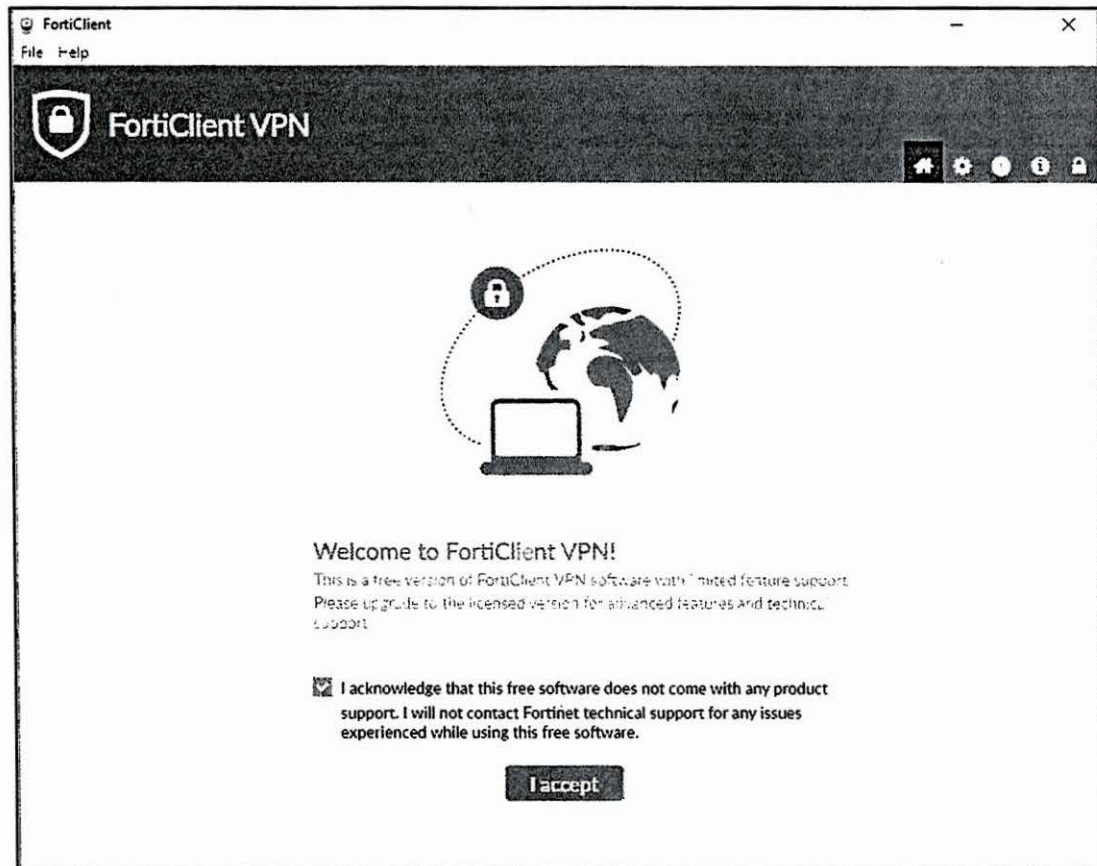 FortiClient
File Help
FortiClient VPN
Welcome to FortiClient VPN!
This is a free version of FortiClient VPN software with limited feature support.
Please upgrade to the licensed version for advanced features and technical
support.
I acknowledge that this free software does not come with any product
support. I will not contact Fortinet technical support for any issues
experienced while using this free software.
I accept